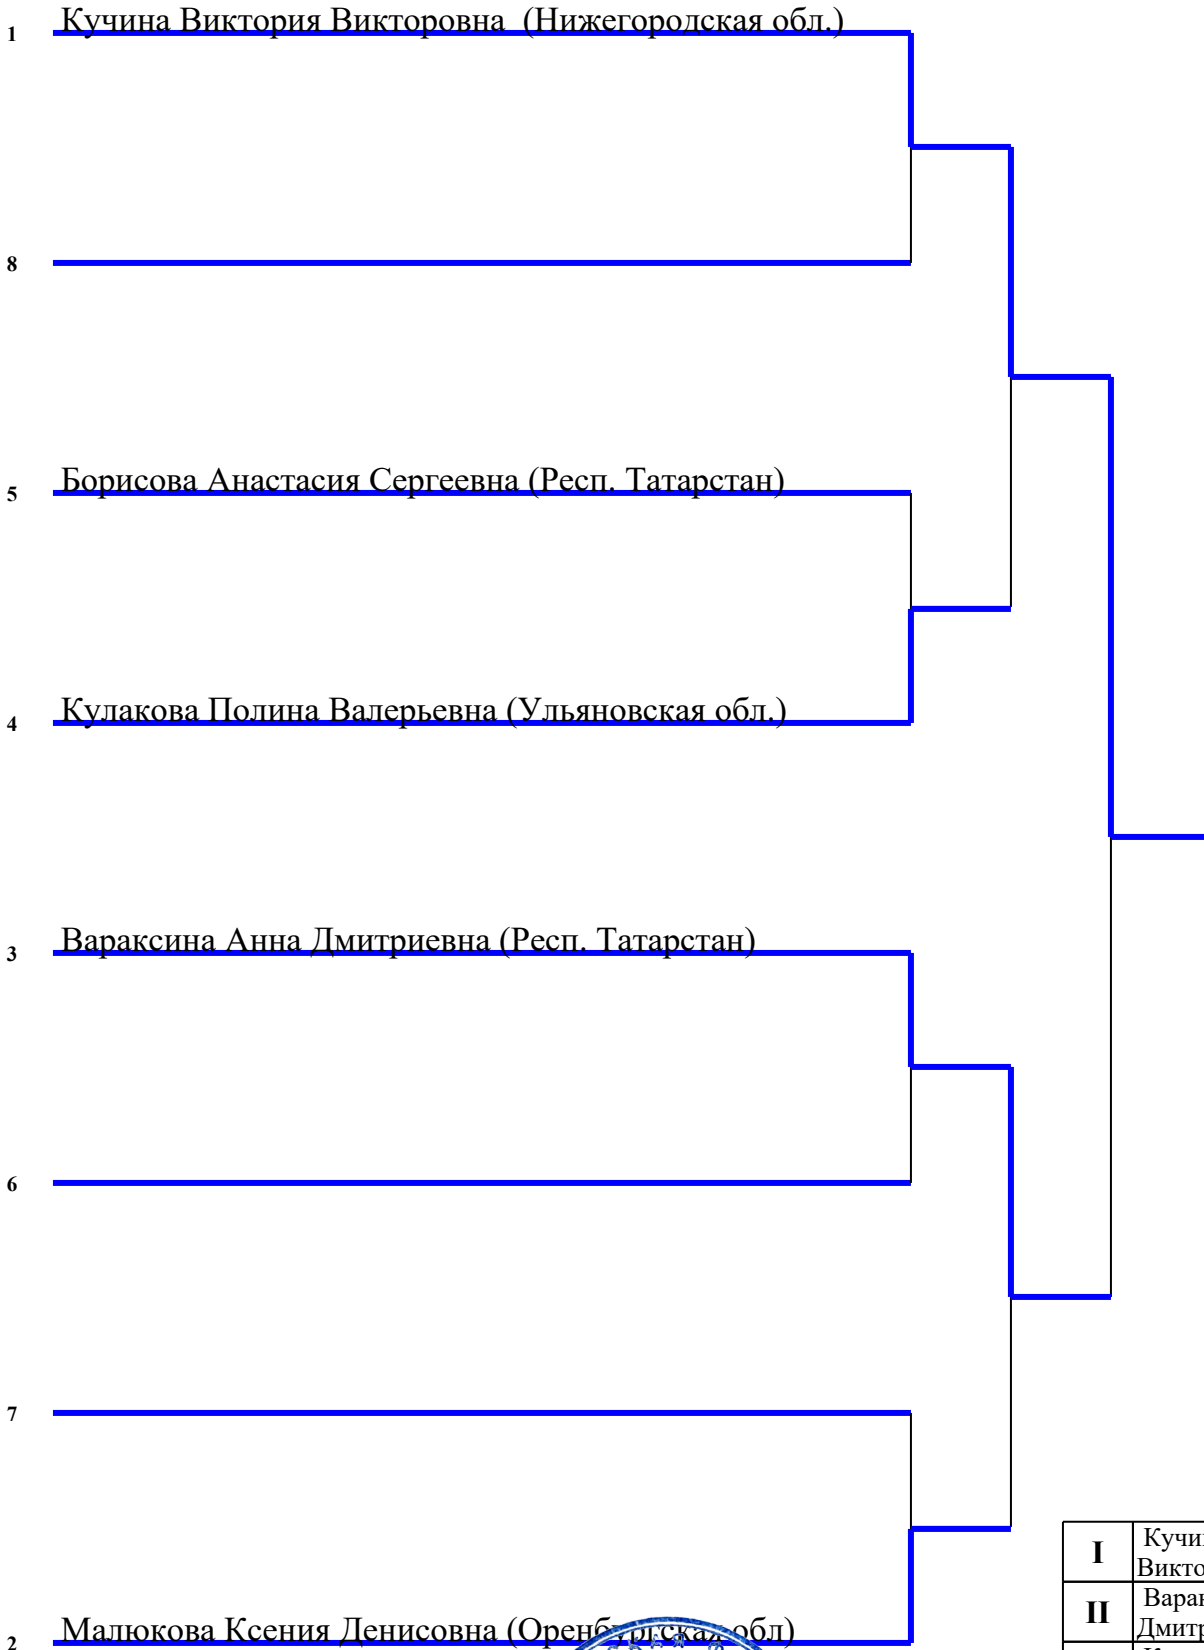 1 Кучина Виктория Викторовна (Нижегородская обл.)
8
5 Борисова Анастасия Сергеевна (Респ. Татарстан)
4 Кулакова Полина Валерьевна (Ульяновская обл.)
3 Вараксина Анна Дмитриевна (Респ. Татарстан)
6
7
I
II
2 Малюкова Ксения Денисовна (Оренбургская обл)